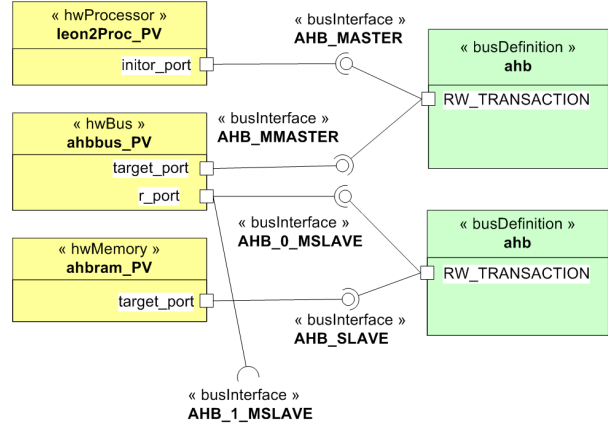 « hwProcessor »
leon2Proc_PV
initor_port
« busInterface »
AHB_MASTER
« busDefinition »
ahb
RW_TRANSACTION
« hwBus »
ahbbus_PV
target_port
r_port
« busInterface »
AHB_MMASTER
« busInterface »
AHB_0_MSLAVE
« busDefinition »
ahb
RW_TRANSACTION
« hwMemory »
ahbram_PV
target_port
« busInterface »
AHB_SLAVE
« busInterface »
AHB_1_MSLAVE